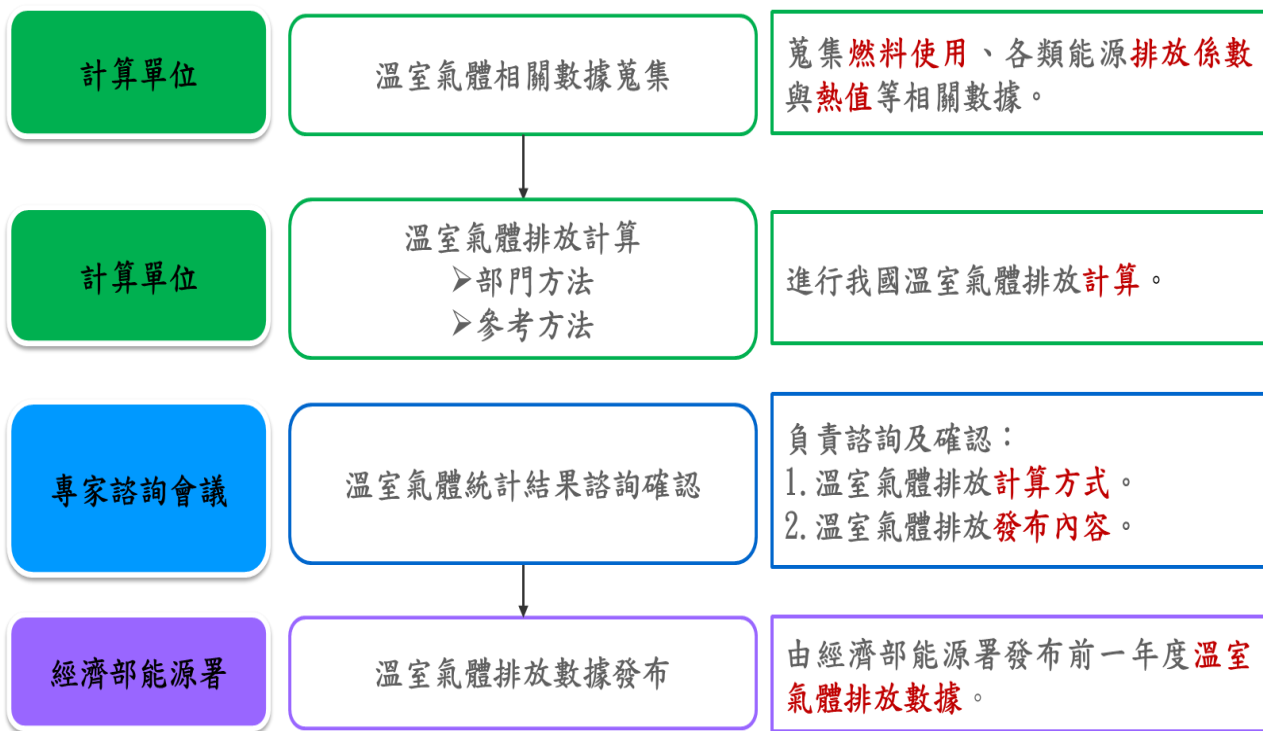 計算單位
溫室氣體相關數據蒐集
蒐集燃料使用、各類能源排放係數
與熱值等相關數據。
計算單位
溫室氣體排放計算
➢部門方法
➢參考方法
進行我國溫室氣體排放計算。
專家諮詢會議
溫室氣體統計結果諮詢確認
負責諮詢及確認：
1.溫室氣體排放計算方式。
2.溫室氣體排放發布內容。
經濟部能源署
溫室氣體排放數據發布
由經濟部能源署發布前一年度溫室
氣體排放數據。